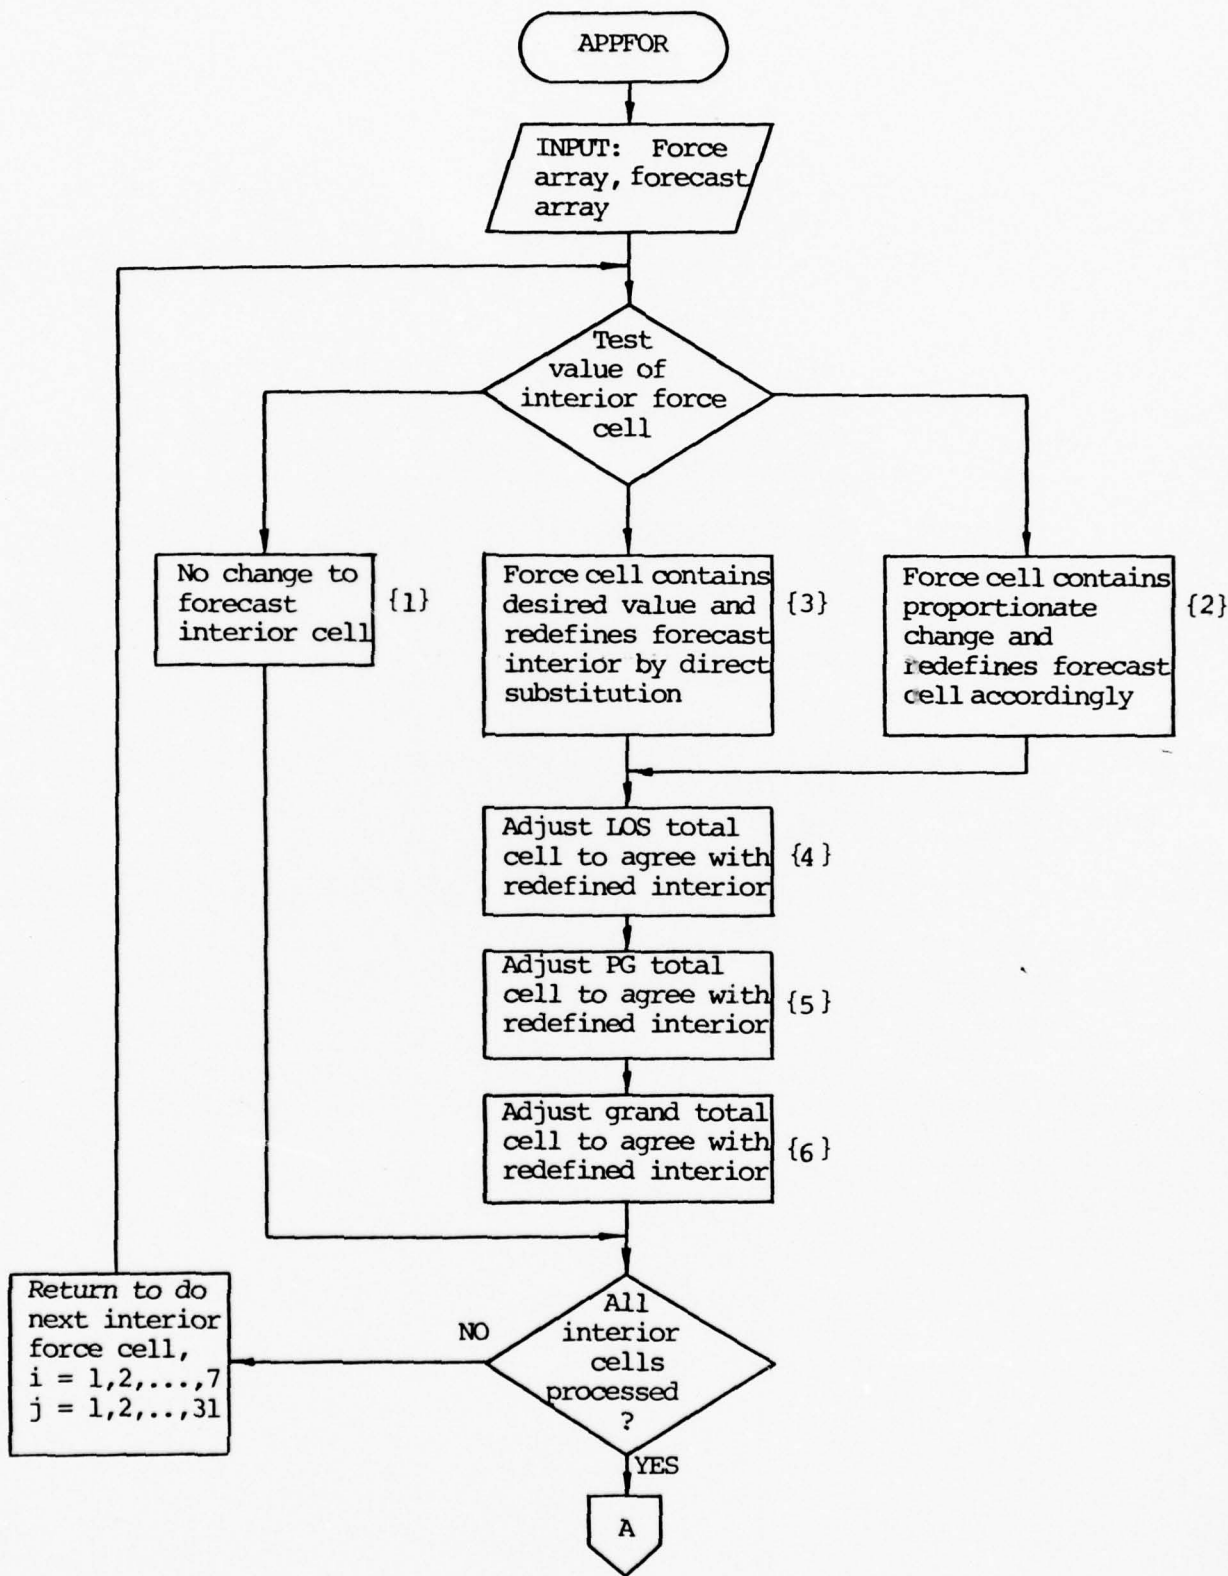 APPFOR
INPUT: Force
array, forecast
array
Test
value of
interior force
cell
No change to
forecast
interior cell
{1}
Force cell contains
desired value and
redefines forecast
interior by direct
substitution
{3}
Force cell contains
proportionate
change and
redefines forecast
cell accordingly
{2}
Adjust LOS total
cell to agree with
redefined interior
{4}
Adjust PG total
cell to agree with
redefined interior
{5}
Adjust grand total
cell to agree with
redefined interior
{6}
Return to do
next interior
force cell,
i = 1,2,...,7
j = 1,2,..,31
NO
All
interior
cells
processed
?
YES
A